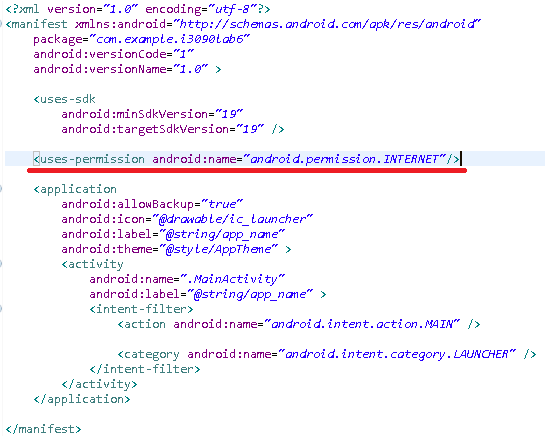 <?xml version="1.0" encoding="utf-8"?>
<manifest xmlns:android="http://schemas.android.com/apk/res/android"
    package="com.example.i3090lab6"
    android:versionCode="1"
    android:versionName="1.0" >
    <uses-sdk
        android:minSdkVersion="19"
        android:targetSdkVersion="19" />
    <uses-permission android:name="android.permission.INTERNET"/>
    <application
        android:allowBackup="true"
        android:icon="@drawable/ic_launcher"
        android:label="@string/app_name"
        android:theme="@style/AppTheme" >
        <activity
            android:name=".MainActivity"
            android:label="@string/app_name" >
            <intent-filter>
                <action android:name="android.intent.action.MAIN" />
                <category android:name="android.intent.category.LAUNCHER" />
            </intent-filter>
        </activity>
    </application>
</manifest>